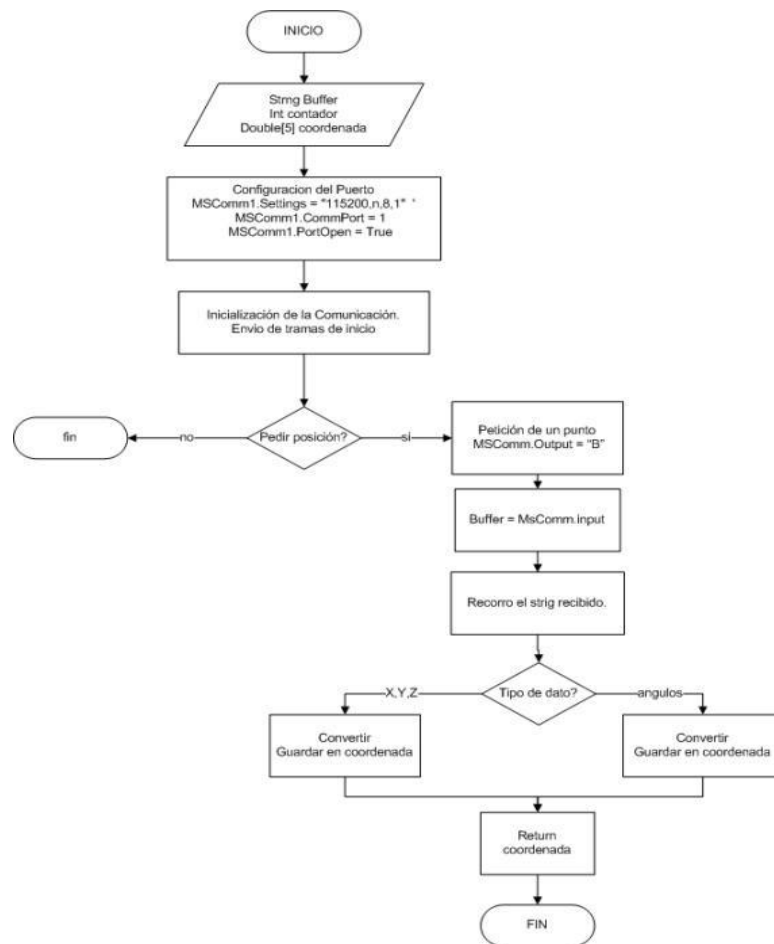 INICIO
Strng Buffer
Int contador
Double[5] coordenada
Configuracion del Puerto
MSComm1.Settings = "115200,n,8,1" '
MSComm1.CommPort = 1
MSComm1.PortOpen = True
Inicialización de la Comunicación.
Envio de tramas de inicio
fin
no
Pedir posición?
si
Petición de un punto
MSComm.Output = "B"
Buffer = MsComm.input
Recorro el strig recibido.
X,Y,Z
Tipo de dato?
angulos
Convertir
Guardar en coordenada
Convertir
Guardar en coordenada
Return
coordenada
FIN